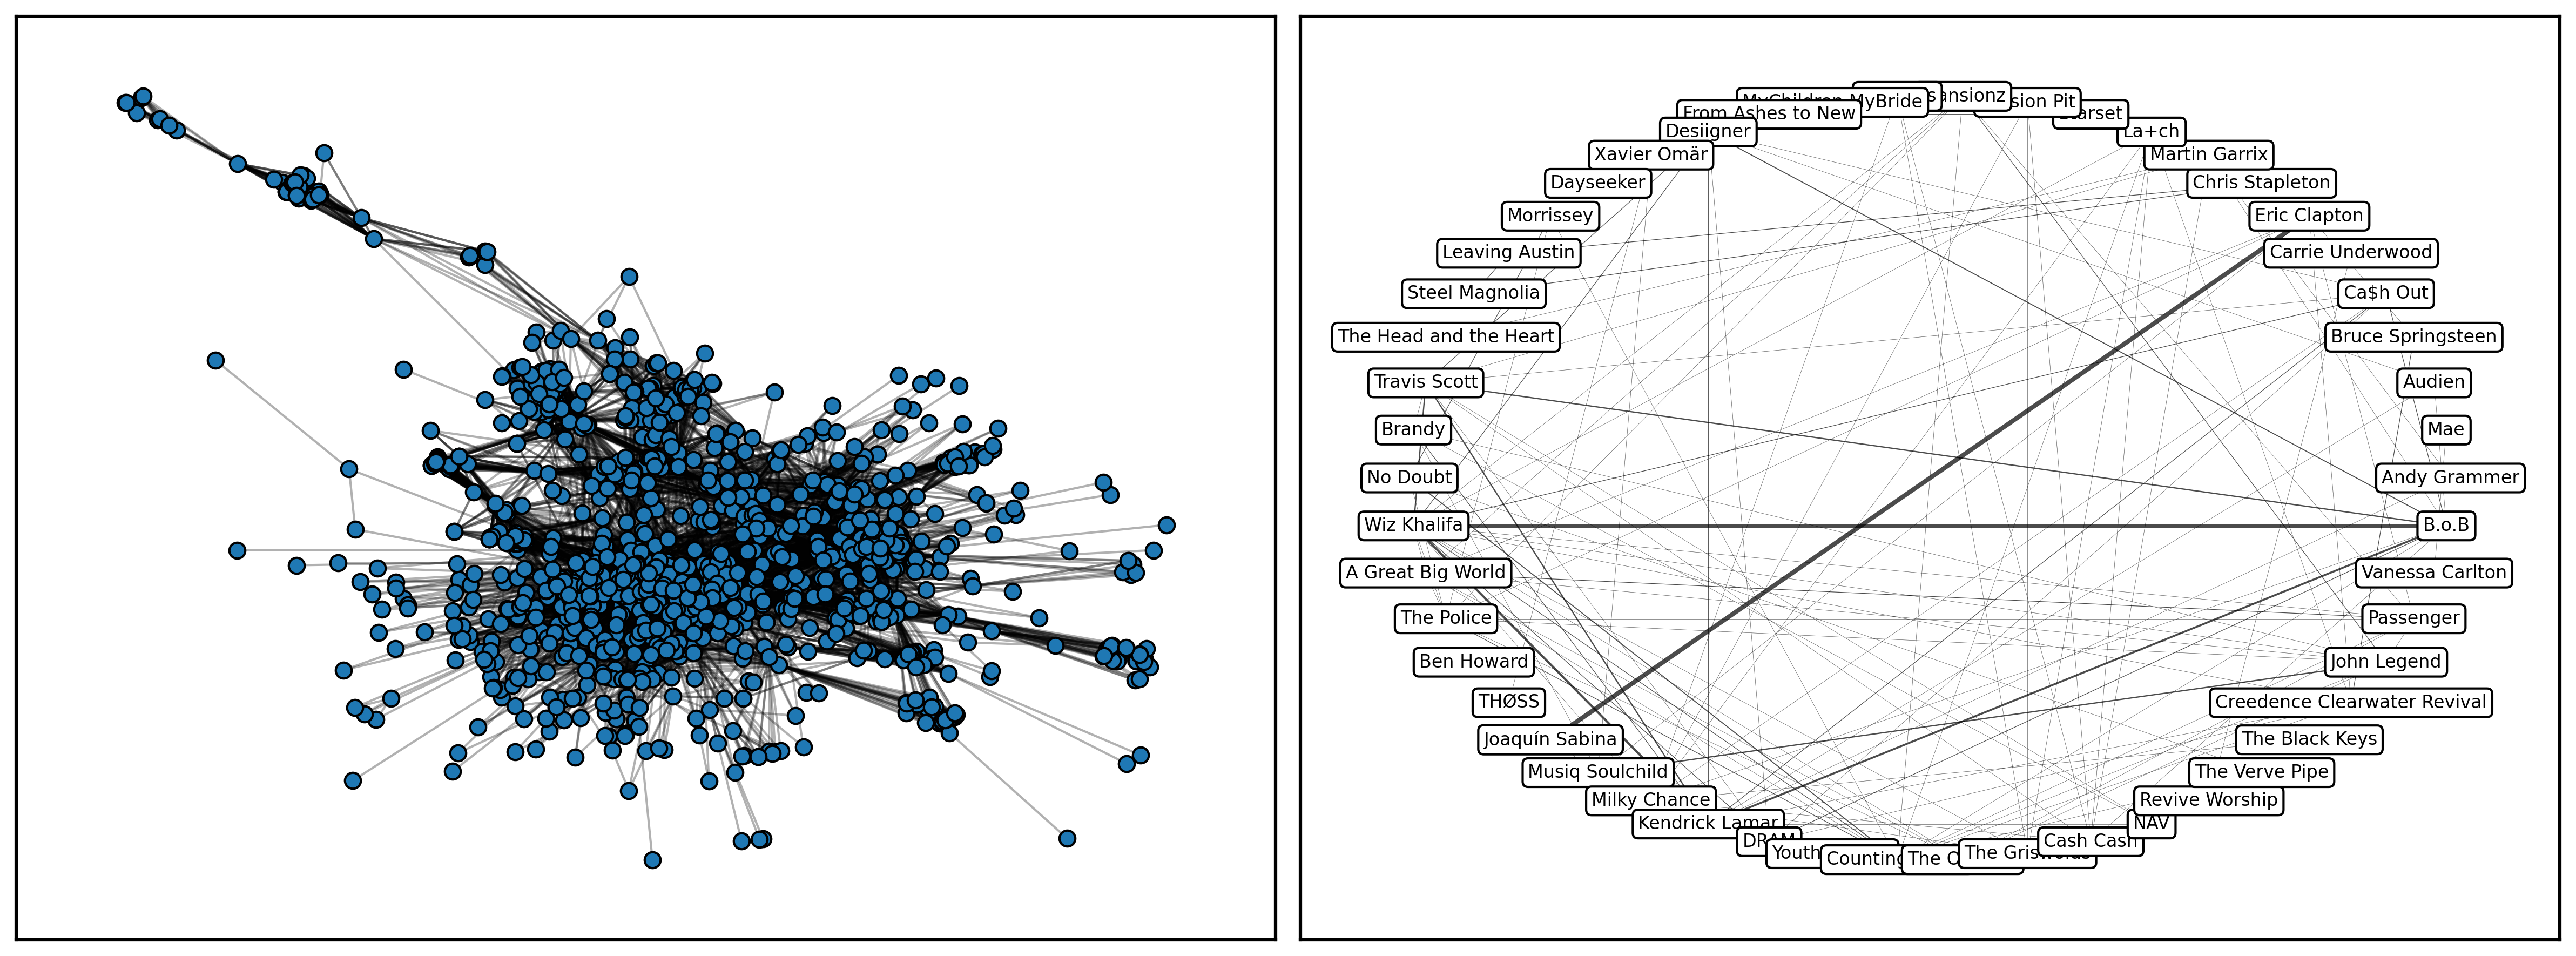 MyBride
ansionz
sion Pit
From Ashes to New
Desiigner
La+ch
Xavier Omär
Martin Garrix
Dayseeker
Chris Stapleton
Morrissey
Eric Clapton
Leaving Austin
Carrie Underwood
Steel Magnolia
Ca$h Out
The Head and the Heart
Bruce Springsteen
Travis Scott
Audien
Brandy
Mae
No Doubt
Andy Grammer
Wiz Khalifa
B.o.B
A Great Big World
Vanessa Carlton
The Police
Passenger
Ben Howard
John Legend
THØSS
Creedence Clearwater Revival
Joaquín Sabina
The Black Keys
Musiq Soulchild
The Verve Pipe
Milky Chance
Revive Worship
Kendrick Lamar
NAV
DRAM
Cash Cash
Youth
Counting
The
The